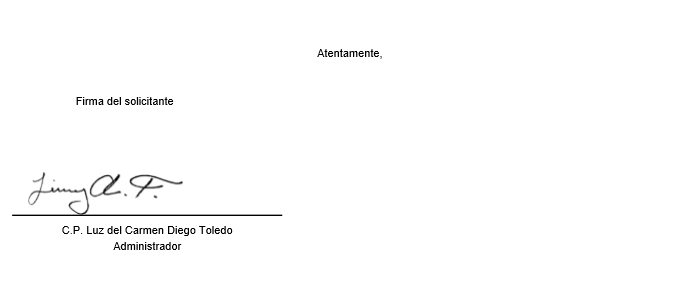 Atentamente,
Firma del solicitante
C.P. Luz del Carmen Diego Toledo
Administrador